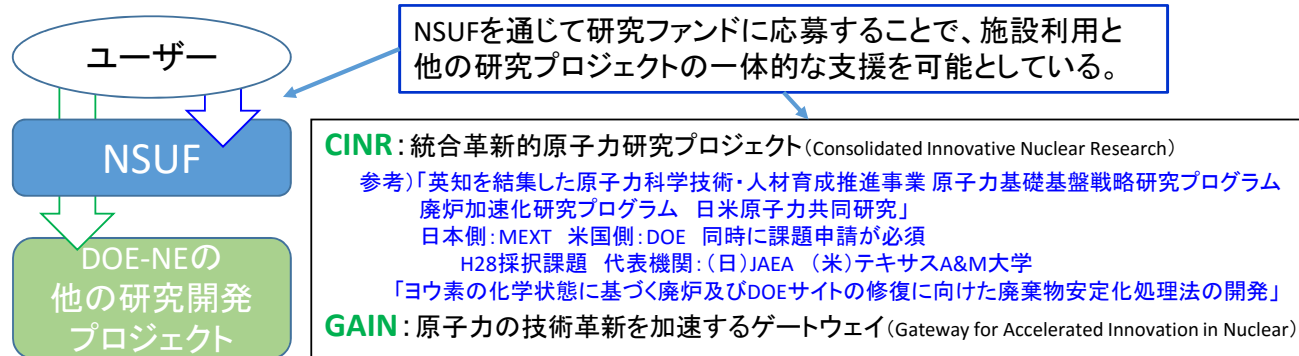 ユーザー
NSUFを通じて研究ファンドに応募することで、施設利用と
他の研究プロジェクトの一体的な支援を可能としている。
NSUF
DOE-NEの
他の研究開発
プロジェクト
CINR：統合革新的原子力研究プロジェクト（Consolidated Innovative Nuclear Research）
参考）「英知を結集した原子力科学技術・人材育成推進事業 原子力基礎基盤戦略研究プログラム
廃炉加速化研究プログラム　日米原子力共同研究」
日本側：MEXT　米国側：DOE　同時に課題申請が必須
H28採択課題　代表機関：（日）JAEA　（米）テキサスA&M大学
「ヨウ素の化学状態に基づく廃炉及びDOEサイトの修復に向けた廃棄物安定化処理法の開発」
GAIN：原子力の技術革新を加速するゲートウェイ（Gateway for Accelerated Innovation in Nuclear）